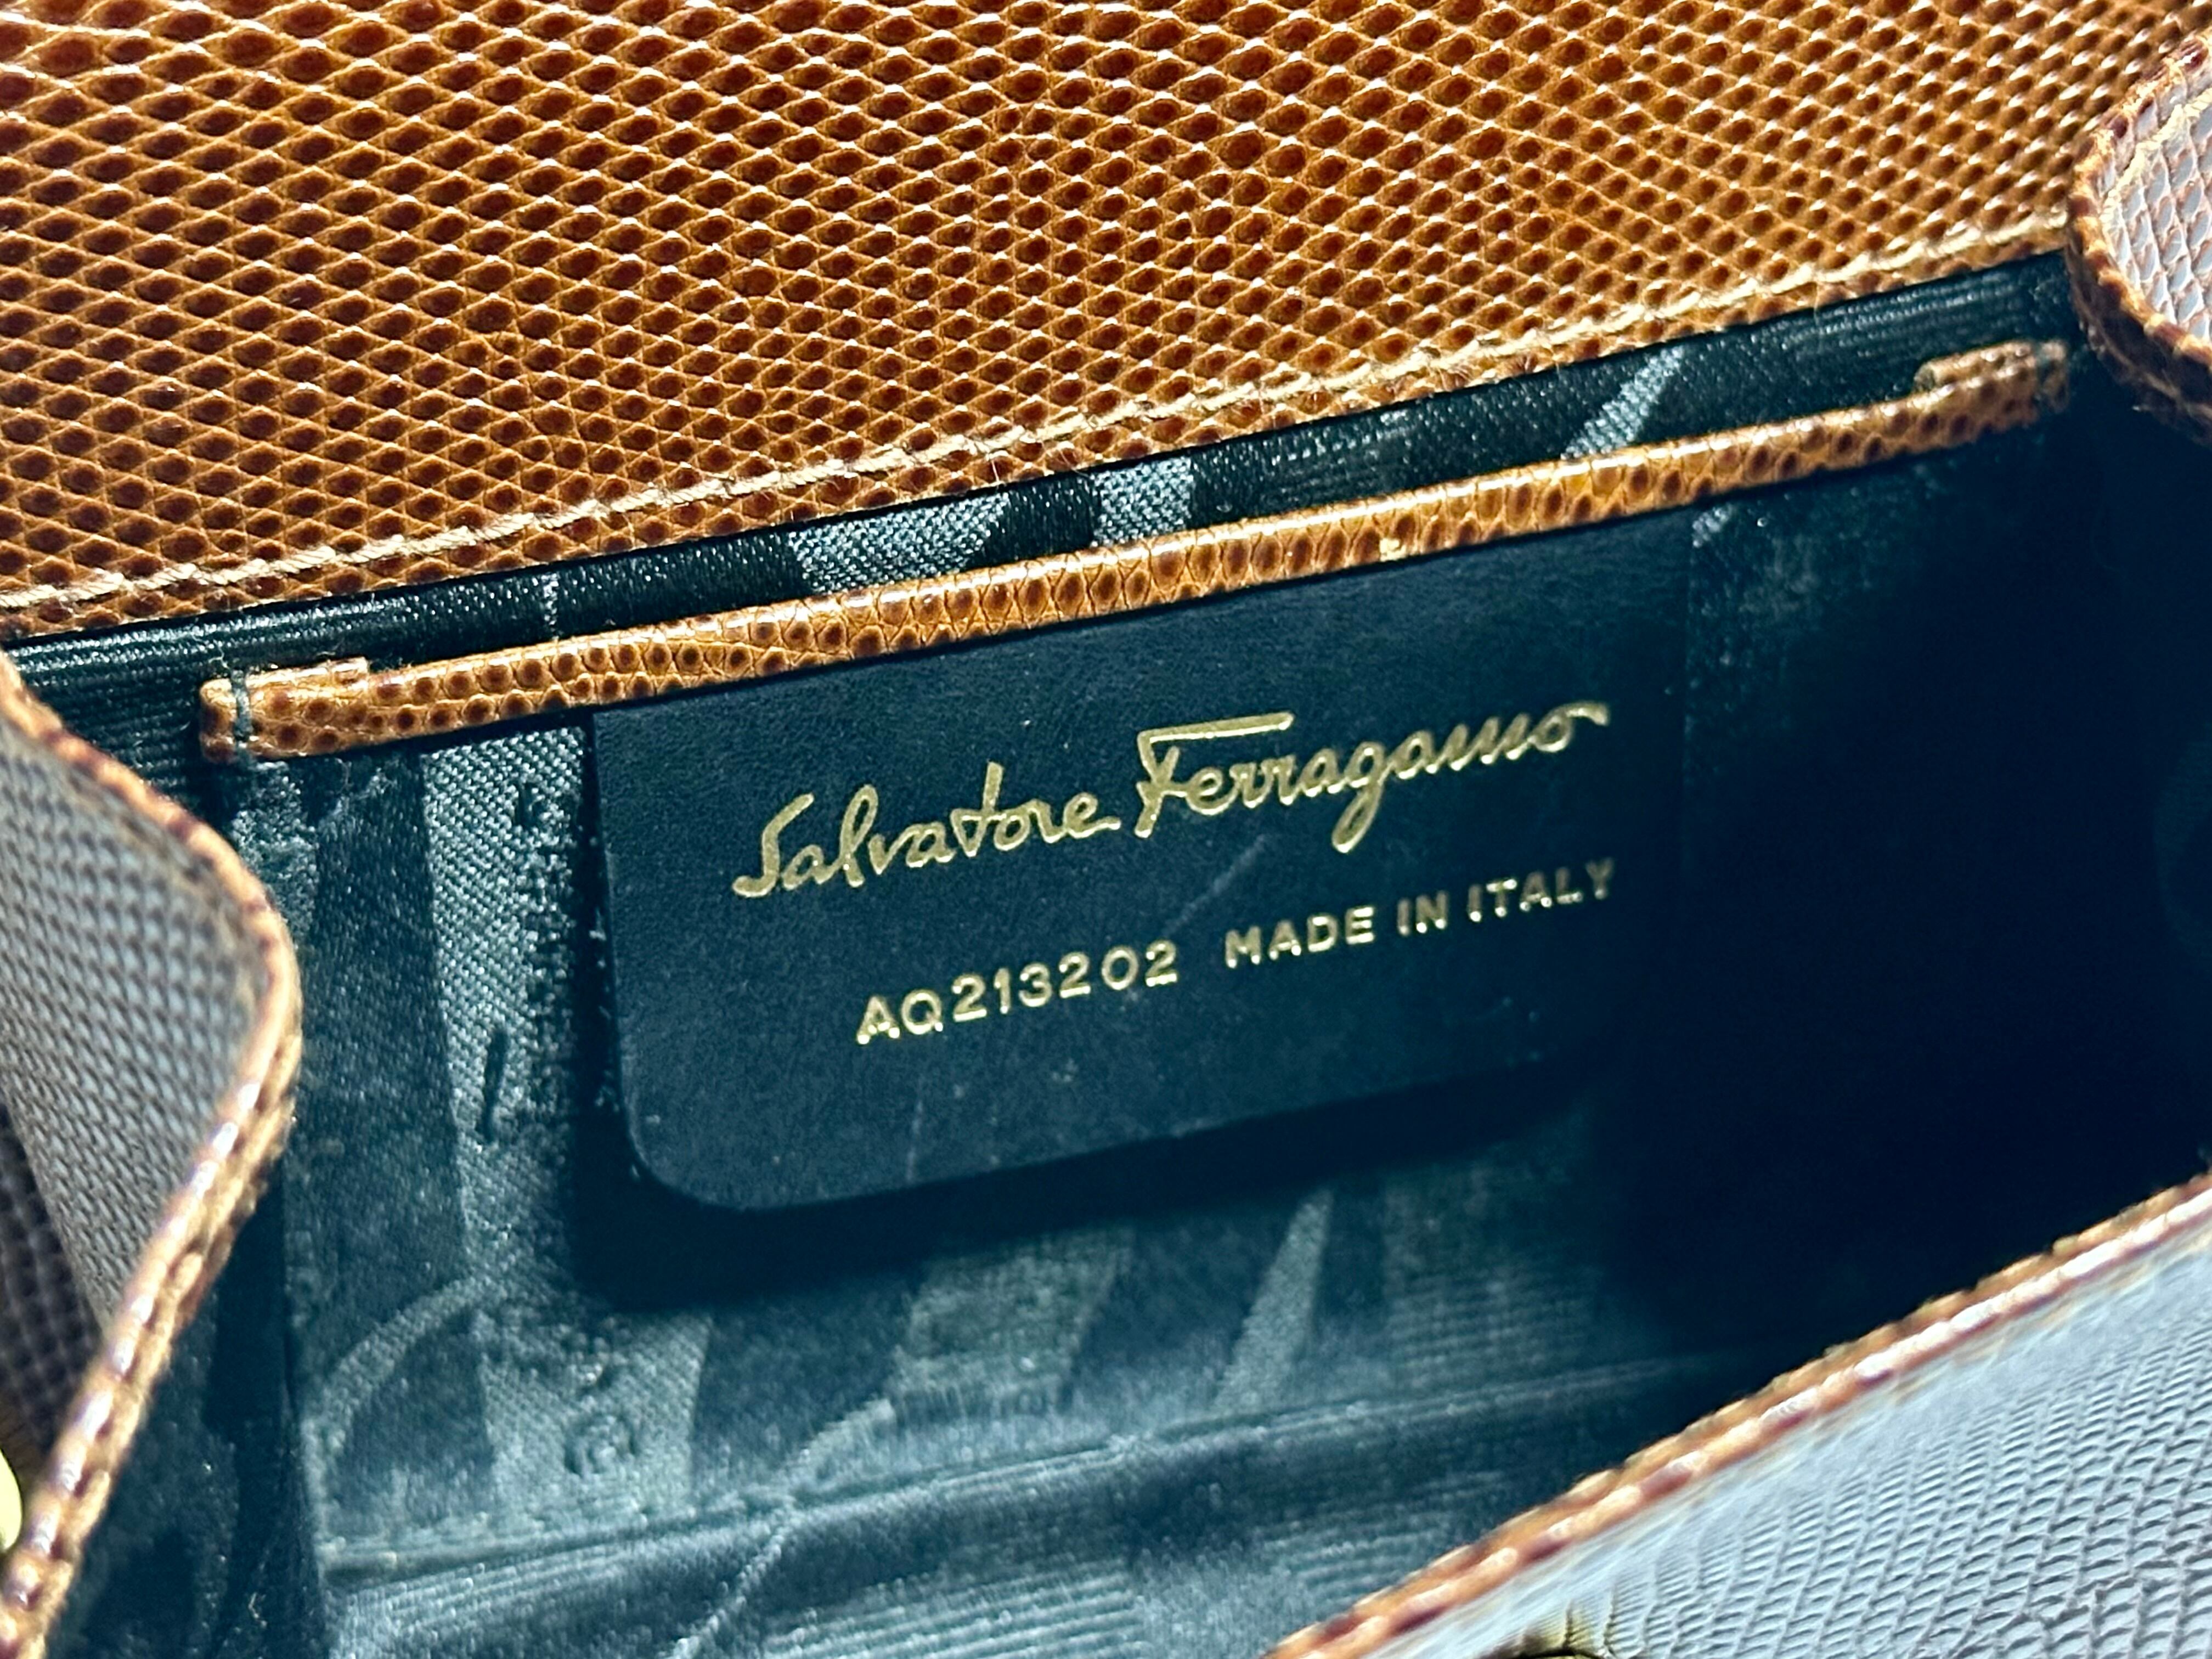 Salvatore Ferragamo
AQ213202 MADE IN ITALY